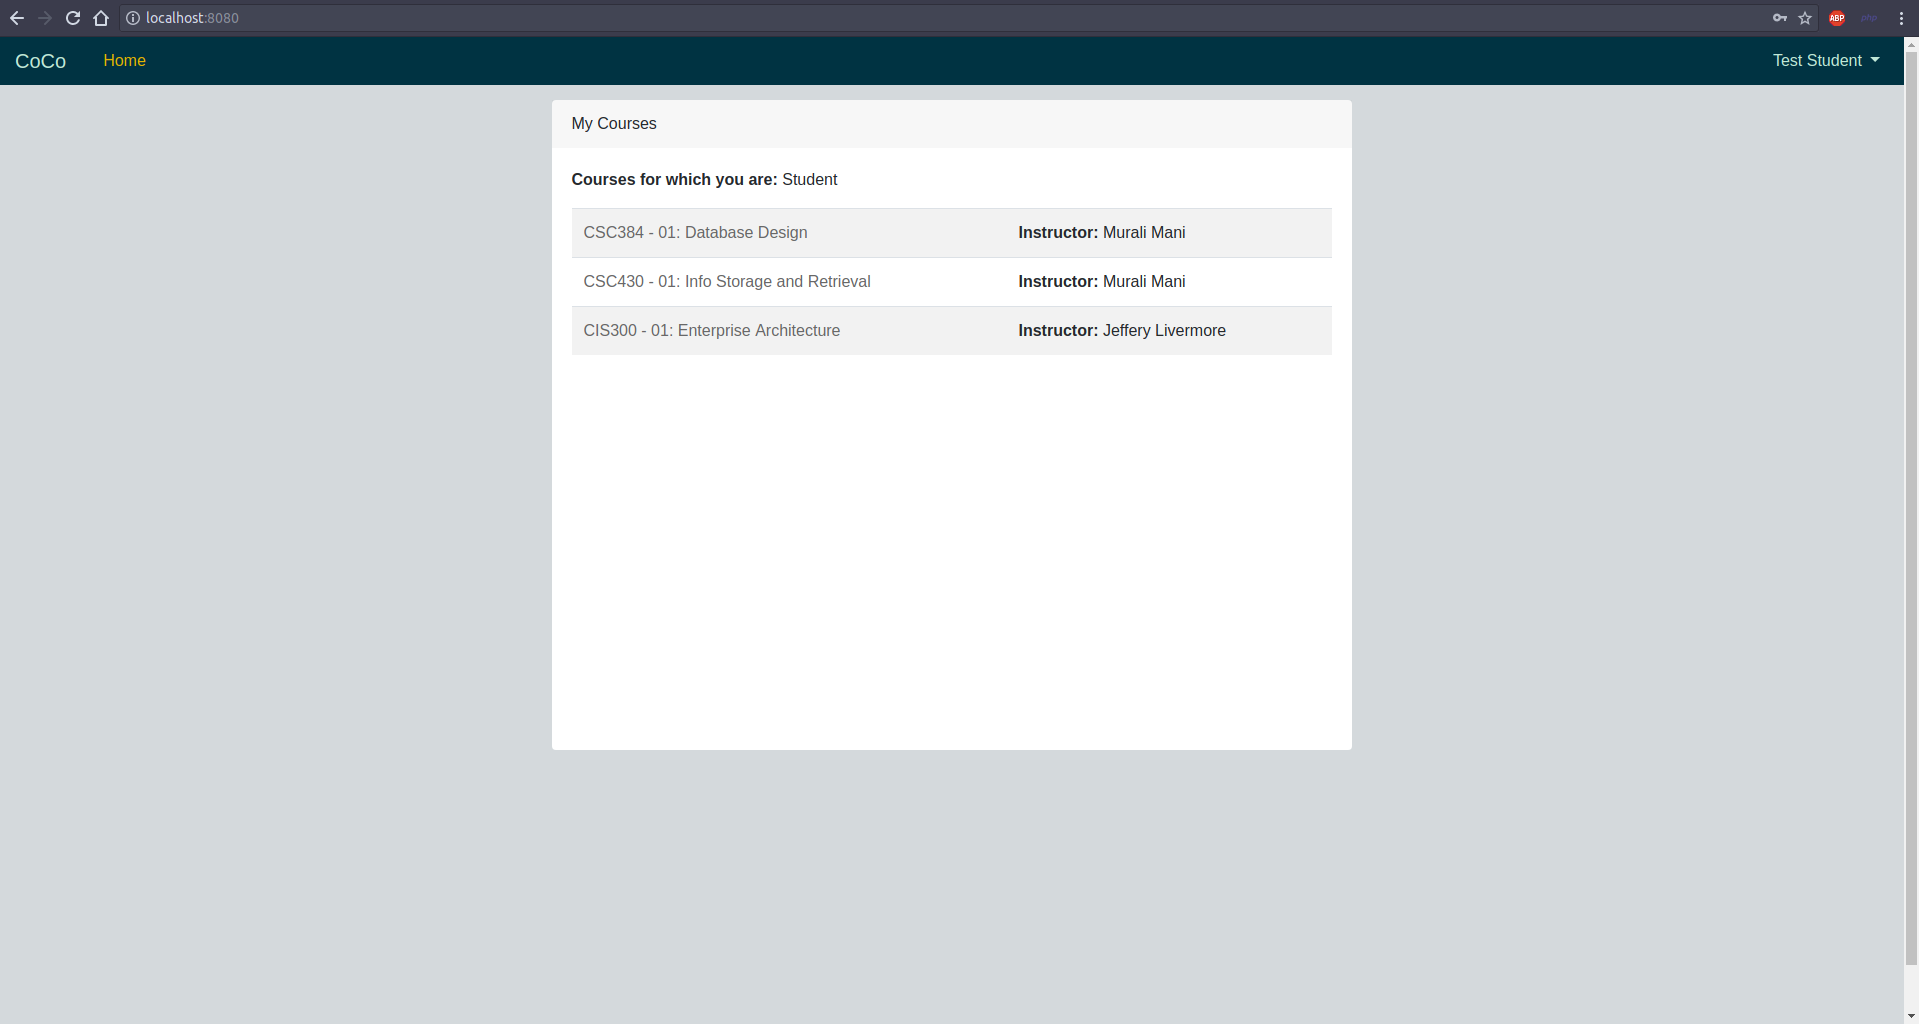 localhost:8080
ABP
php
CoCo Home Test Student
My Courses
Courses for which you are: Student
CSC384 - 01: Database Design Instructor: Murali Mani
CSC430 - 01: Info Storage and Retrieval Instructor: Murali Mani
CIS300 - 01: Enterprise Architecture Instructor: Jeffery Livermore